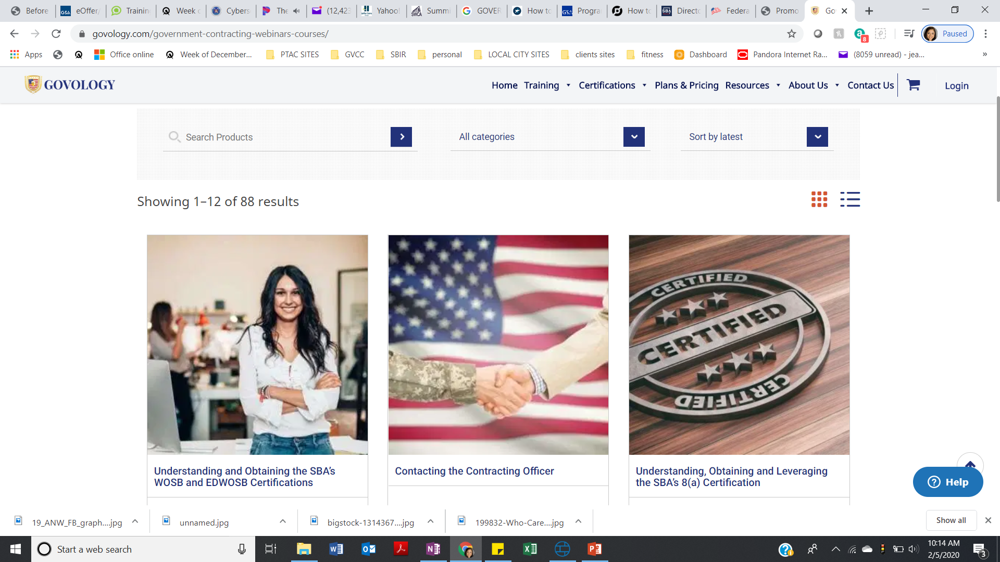 Before
eOffer/
Trainin
Week o
Cybers
The
(12,423
Yahoo!
Summi
GOVER
How to
Progra
How to
Directo
Federa
Promo
Go
govology.com/government-contracting-webinars-courses/
Paused
Apps
Office online
Week of December...
PTAC SITES
GVCC
SBIR
personal
LOCAL CITY SITES
clients sites
fitness
Dashboard
Pandora Internet Ra...
(8059 unread) - jea...
»
GOVOLOGY
Home Training Certifications Plans & Pricing Resources About Us Contact Us
Login
Search Products
All categories
Sort by latest
Showing 1–12 of 88 results
CERTIFIED
CERTIFIED
CERTIFIED
Understanding and Obtaining the SBA’s
WOSB and EDWOSB Certifications
Contacting the Contracting Officer
Understanding, Obtaining and Leveraging
the SBA’s 8(a) Certification
Help
19_ANW_FB_graph....jpg
unnamed.jpg
bigstock-1314367....jpg
199832-Who-Care....jpg
Show all
Start a web search
10:14 AM
2/5/2020
3